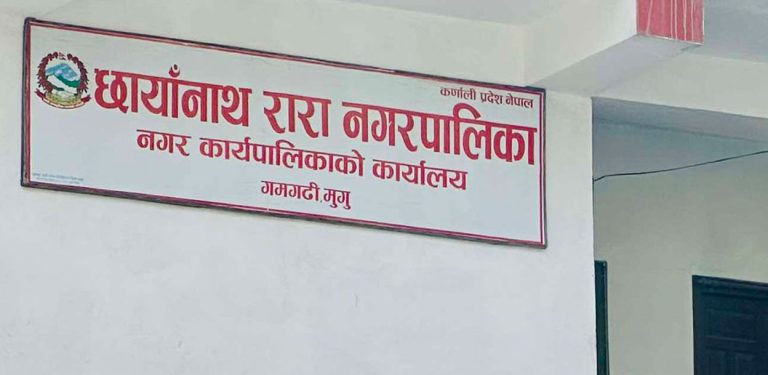 कर्णाली प्रदेश नेपाल
छायाँनाथ रारा नगरपालिका
नगर कार्यपालिकाको कार्यालय
गमगढी,मुगु